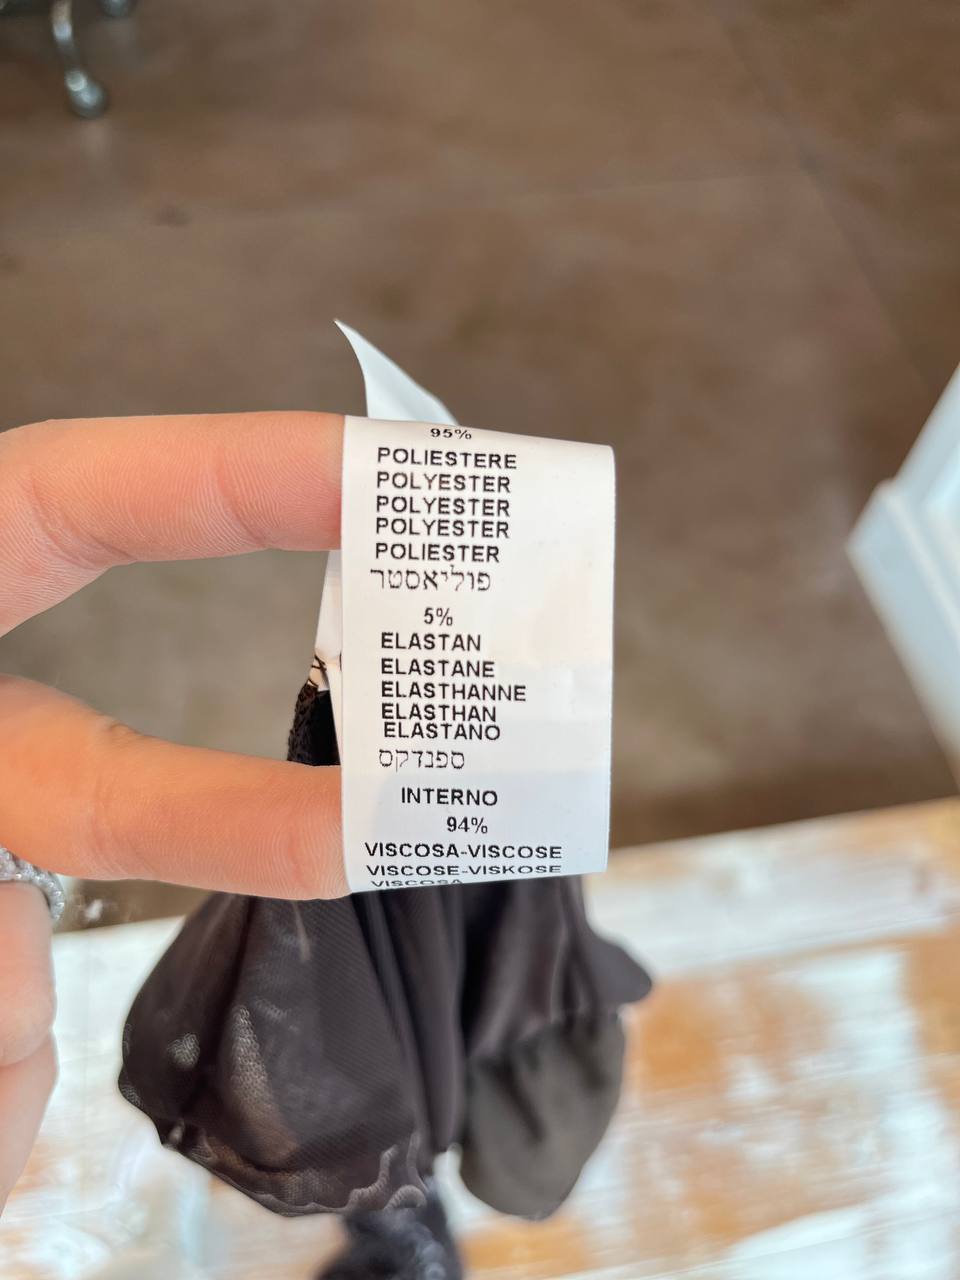 95%
POLIESTERE
POLYESTER
POLYESTER
POLYESTER
POLIESTER
פוליאסטר
5%
ELASTAN
ELASTANE
ELASTHANNE
ELASTHAN
ELASTANO
ספנדקס
INTERNO
94%
VISCOSA-VISCOSE
VISCOSE-VISKOSE
VISCOSA